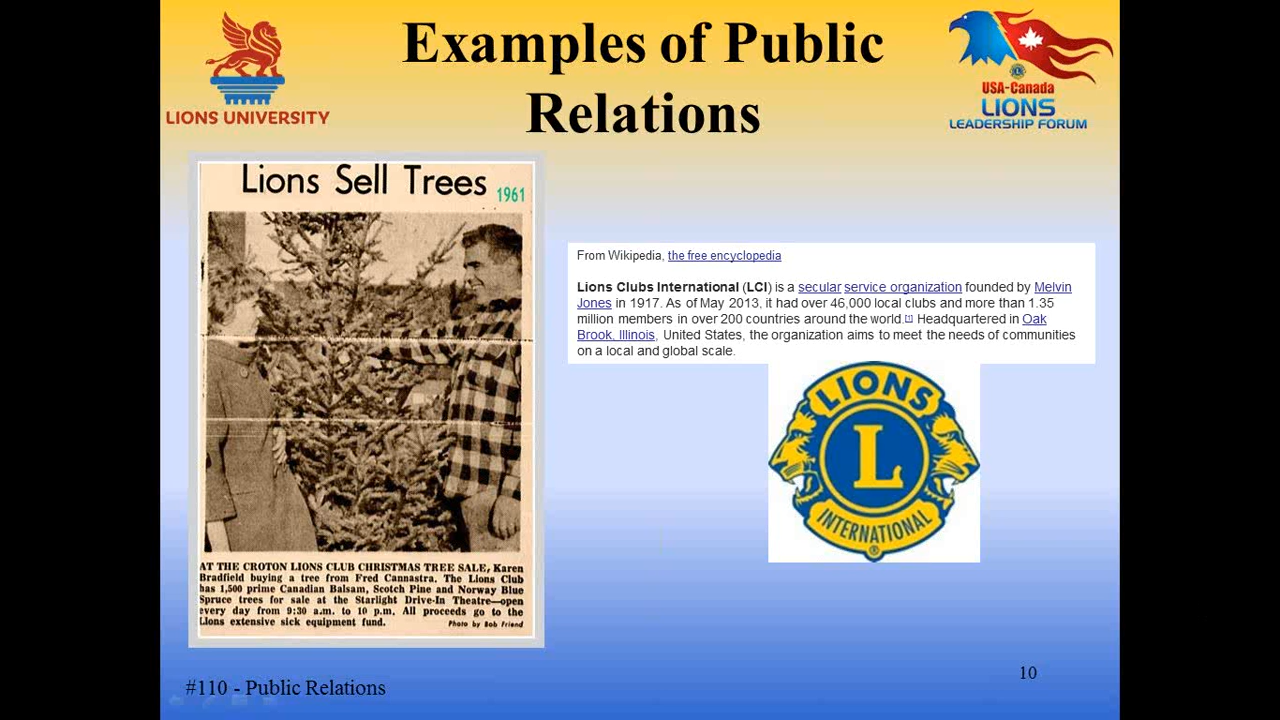 Examples of Public
Relations
LIONS UNIVERSITY
USA-Canada
LIONS
LEADERSHIP FORUM
Lions Sell Trees
1961
AT THE CROTON LIONS CLUB CHRISTMAS TREE SALE, Karen
Bradfield buying a tree from Fred Cannastra. The Lions Club
has 1,500 prime Canadian Balsam, Scotch Pine and Norway Blue
Spruce trees for sale at the Starlight Drive-In Theatre—open
every day from 9:30 a.m. to 10 p.m. All proceeds go to the
Lions extensive sick equipment fund.
Photo by Bob Friend
From Wikipedia, the free encyclopedia
Lions Clubs International (LCI) is a secular service organization founded by Melvin
Jones in 1917. As of May 2013, it had over 46,000 local clubs and more than 1.35
million members in over 200 countries around the world.[1] Headquartered in Oak
Brook, Illinois, United States, the organization aims to meet the needs of communities
on a local and global scale.
LIONS
L
INTERNATIONAL
®
#110 - Public Relations
10